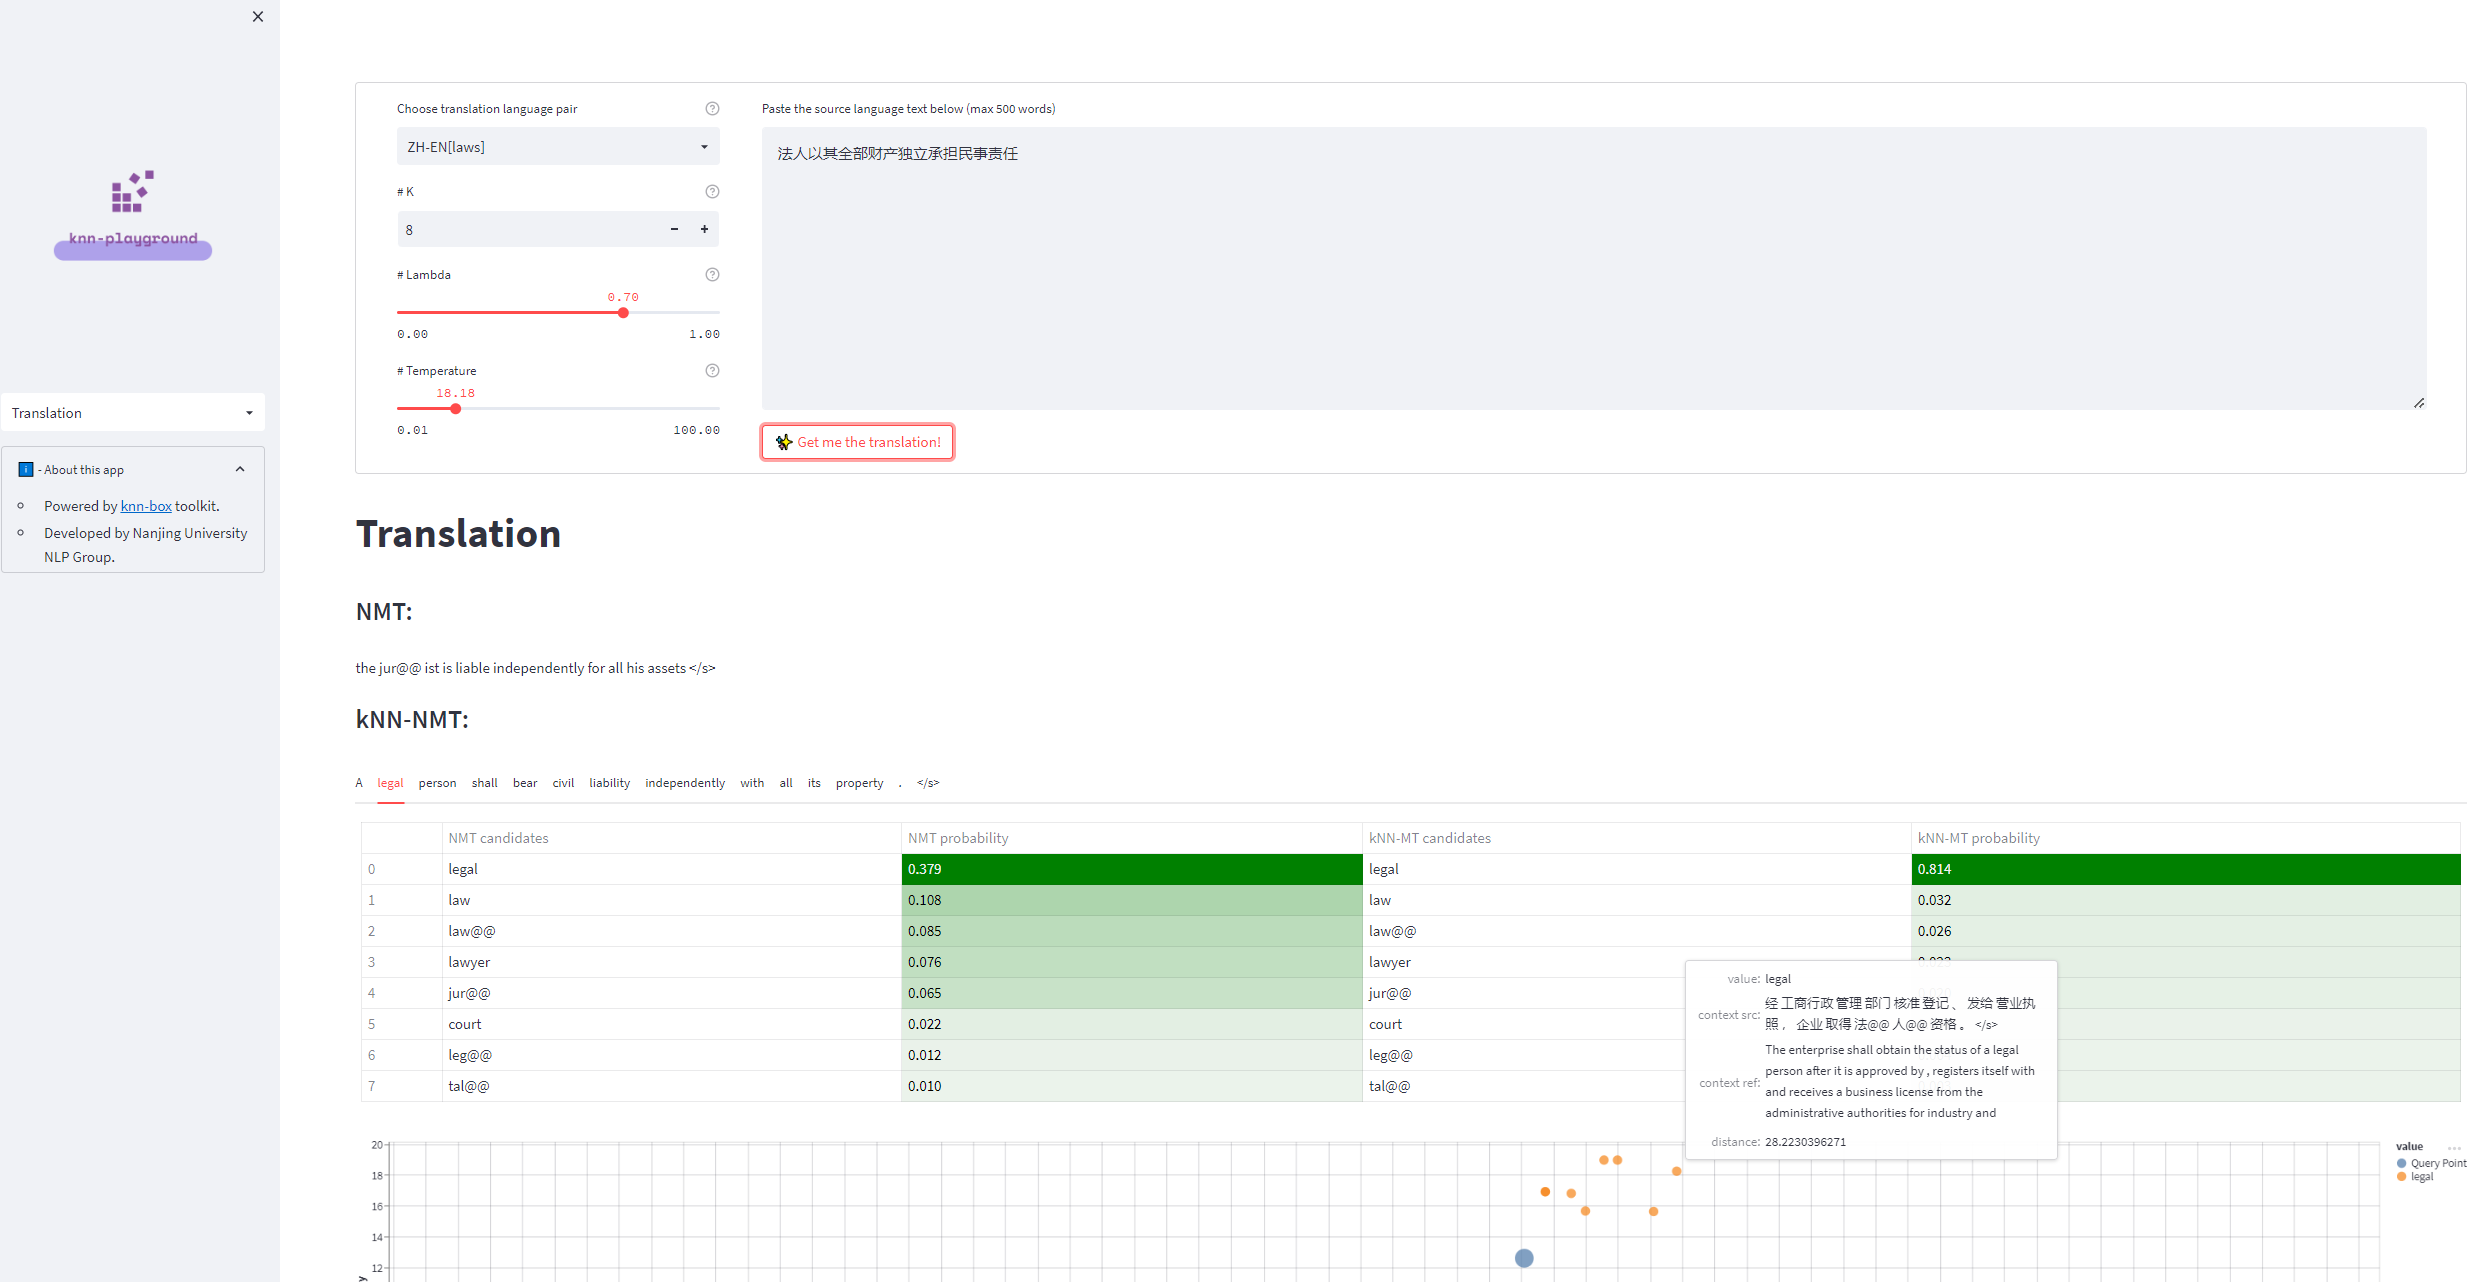 knn-playground
Translation
i - About this app
Powered by knn-box toolkit.
Developed by Nanjing University
NLP Group.
Choose translation language pair
ZH-EN[laws]
# K
8
# Lambda
0.70
0.00 1.00
# Temperature
18.18
0.01 100.00
Paste the source language text below (max 500 words)
法人以其全部财产独立承担民事责任
Get me the translation!
Translation
NMT:
the jur@@ ist is liable independently for all his assets </s>
kNN-NMT:
A legal person shall bear civil liability independently with all its property . </s>
NMT candidates NMT probability kNN-MT candidates kNN-MT probability
0 legal 0.379 legal 0.814
1 law 0.108 law 0.032
2 law@@ 0.085 law@@ 0.026
3 lawyer 0.076 lawyer
4 jur@@ 0.065 jur@@
5 court 0.022 court
6 leg@@ 0.012 leg@@
7 tal@@ 0.010 tal@@
value: legal
context src: 经 工商行政 管理 部门 核准 登记 、 发给 营业执
照 ， 企业 取得 法@@ 人@@ 资格 。 </s>
context ref: The enterprise shall obtain the status of a legal
person after it is approved by , registers itself with
and receives a business license from the
administrative authorities for industry and
distance: 28.2230396271
20
18
16
14
12
y
value
Query Point
legal